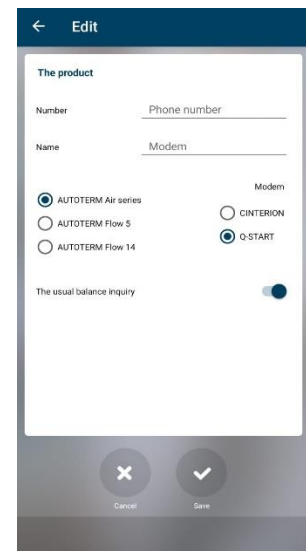 Edit
The product
Number Phone number
Name Modem
Modem
AUTOTERM Air series
CINTERION
AUTOTERM Flow 5
Q-START
AUTOTERM Flow 14
The usual balance inquiry
Cancel Save